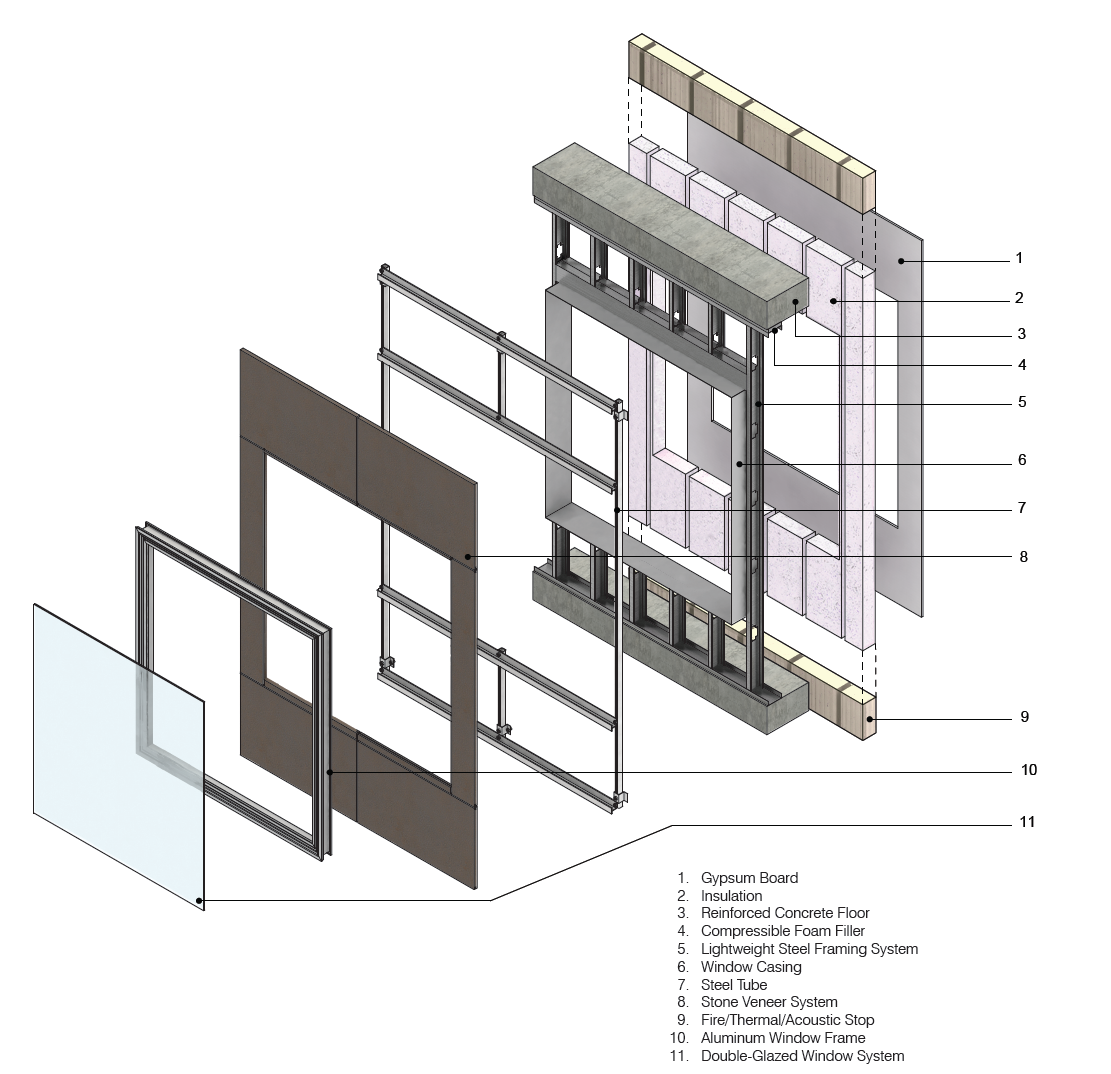 1
2
3
4
5
6
7
8
9
10
11
1. Gypsum Board
2. Insulation
3. Reinforced Concrete Floor
4. Compressible Foam Filler
5. Lightweight Steel Framing System
6. Window Casing
7. Steel Tube
8. Stone Veneer System
9. Fire/Thermal/Acoustic Stop
10. Aluminum Window Frame
11. Double-Glazed Window System